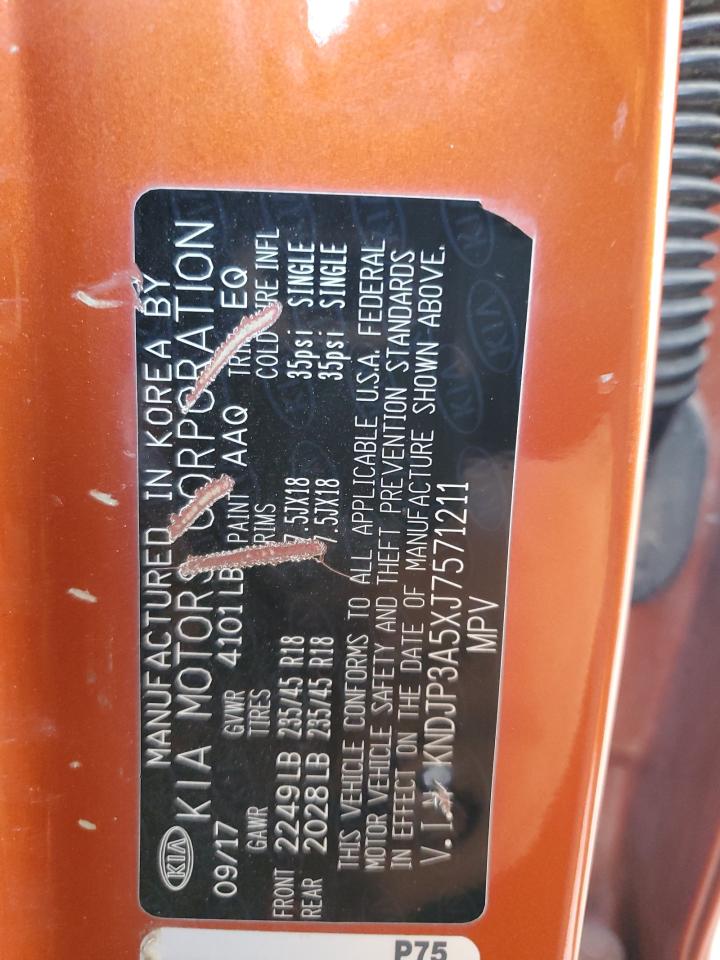 MANUFACTURED IN KOREA BY
KIA KIA MOTORS CORPORATION
09/17 GVWR 4101LB PAINT AAQ TRIM EQ
GAWR TIRES RIMS COLD TIRE INFL
FRONT 2249LB 235/45 R18 7.5JX18 35psi SINGLE
REAR 2028LB 235/45 R18 7.5JX18 35psi SINGLE
THIS VEHICLE CONFORMS TO ALL APPLICABLE U.S.A. FEDERAL
MOTOR VEHICLE SAFETY AND THEFT PREVENTION STANDARDS
IN EFFECT ON THE DATE OF MANUFACTURE SHOWN ABOVE.
V.I.N KNDJP3A5XJ7571211
MPV
P75